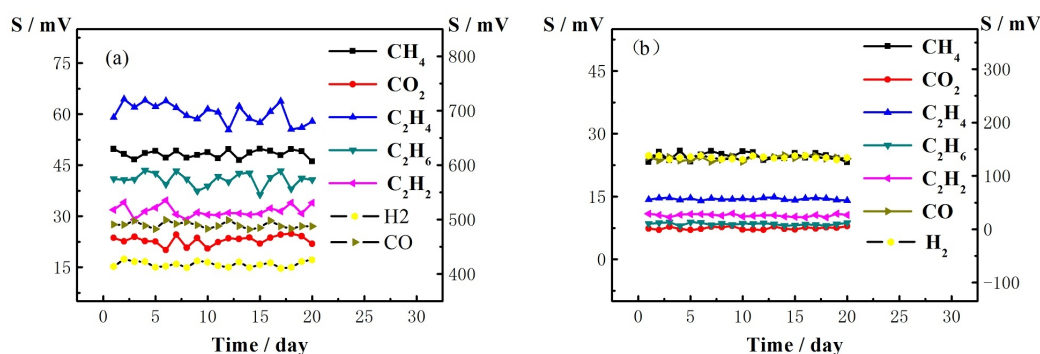 S / mV
S / mV
(a)
75
60
45
30
15
800
700
600
500
400
CH4
CO2
C2H4
C2H6
C2H2
H2
CO
0 5 10 15 20 25 30
Time / day
S / mV
S / mV
(b)
45
30
15
0
300
200
100
0
-100
CH4
CO2
C2H4
C2H6
C2H2
CO
H2
0 5 10 15 20 25 30
Time / day